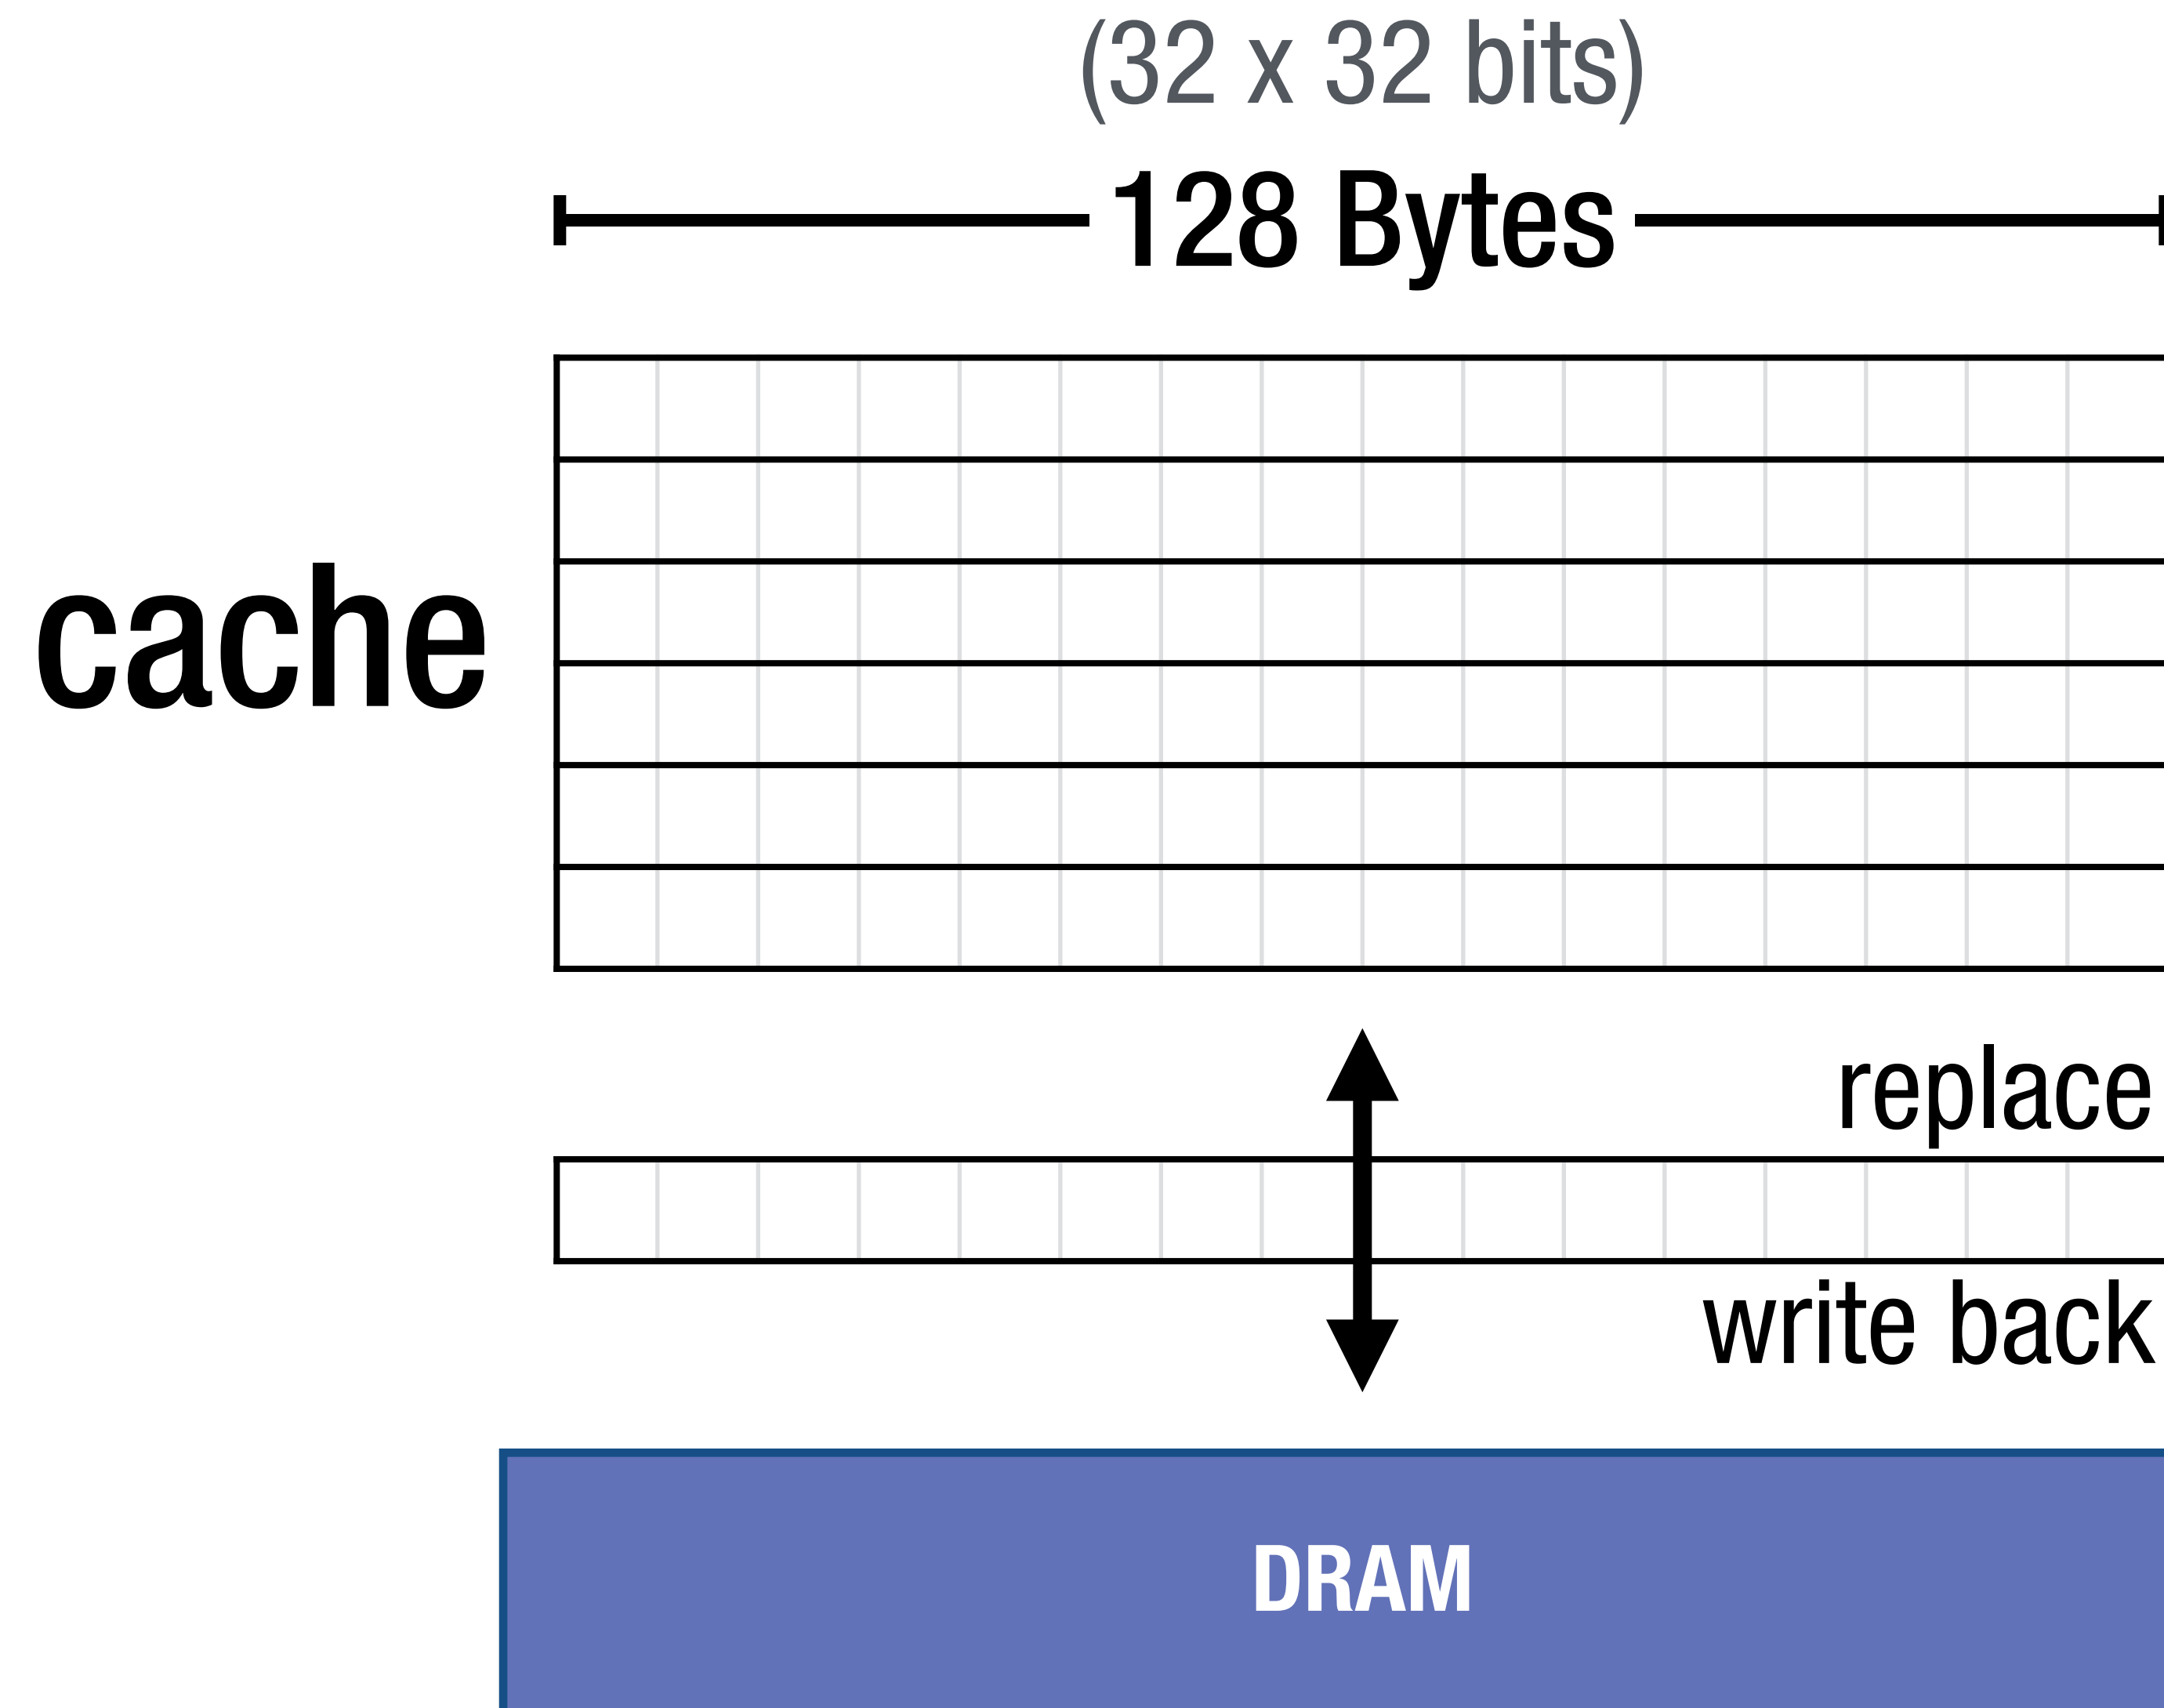 (32 x 32 bits)
128 Bytes
cache
replace
write back
DRAM